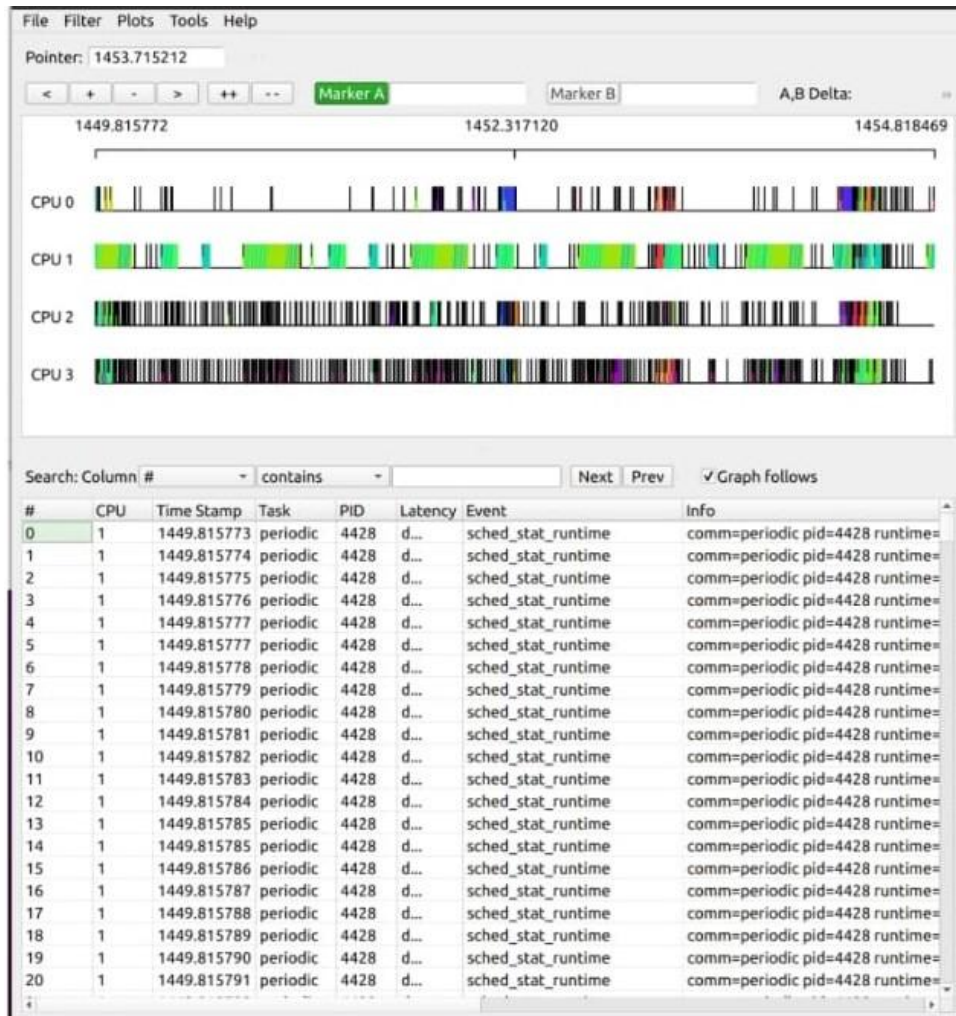 File Filter Plots Tools Help
Pointer: 1453.715212
< + - > ++ -- Marker A Marker B A,B Delta: »
1449.815772 1452.317120 1454.818469
CPU 0
CPU 1
CPU 2
CPU 3
Search: Column # contains Next Prev Graph follows
# CPU Time Stamp Task PID Latency Event Info
0 1 1449.815773 periodic 4428 d... sched_stat_runtime comm=periodic pid=4428 runtime=
1 1 1449.815774 periodic 4428 d... sched_stat_runtime comm=periodic pid=4428 runtime=
2 1 1449.815775 periodic 4428 d... sched_stat_runtime comm=periodic pid=4428 runtime=
3 1 1449.815776 periodic 4428 d... sched_stat_runtime comm=periodic pid=4428 runtime=
4 1 1449.815777 periodic 4428 d... sched_stat_runtime comm=periodic pid=4428 runtime=
5 1 1449.815777 periodic 4428 d... sched_stat_runtime comm=periodic pid=4428 runtime=
6 1 1449.815778 periodic 4428 d... sched_stat_runtime comm=periodic pid=4428 runtime=
7 1 1449.815779 periodic 4428 d... sched_stat_runtime comm=periodic pid=4428 runtime=
8 1 1449.815780 periodic 4428 d... sched_stat_runtime comm=periodic pid=4428 runtime=
9 1 1449.815781 periodic 4428 d... sched_stat_runtime comm=periodic pid=4428 runtime=
10 1 1449.815782 periodic 4428 d... sched_stat_runtime comm=periodic pid=4428 runtime=
11 1 1449.815783 periodic 4428 d... sched_stat_runtime comm=periodic pid=4428 runtime=
12 1 1449.815784 periodic 4428 d... sched_stat_runtime comm=periodic pid=4428 runtime=
13 1 1449.815785 periodic 4428 d... sched_stat_runtime comm=periodic pid=4428 runtime=
14 1 1449.815785 periodic 4428 d... sched_stat_runtime comm=periodic pid=4428 runtime=
15 1 1449.815786 periodic 4428 d... sched_stat_runtime comm=periodic pid=4428 runtime=
16 1 1449.815787 periodic 4428 d... sched_stat_runtime comm=periodic pid=4428 runtime=
17 1 1449.815788 periodic 4428 d... sched_stat_runtime comm=periodic pid=4428 runtime=
18 1 1449.815789 periodic 4428 d... sched_stat_runtime comm=periodic pid=4428 runtime=
19 1 1449.815790 periodic 4428 d... sched_stat_runtime comm=periodic pid=4428 runtime=
20 1 1449.815791 periodic 4428 d... sched_stat_runtime comm=periodic pid=4428 runtime=